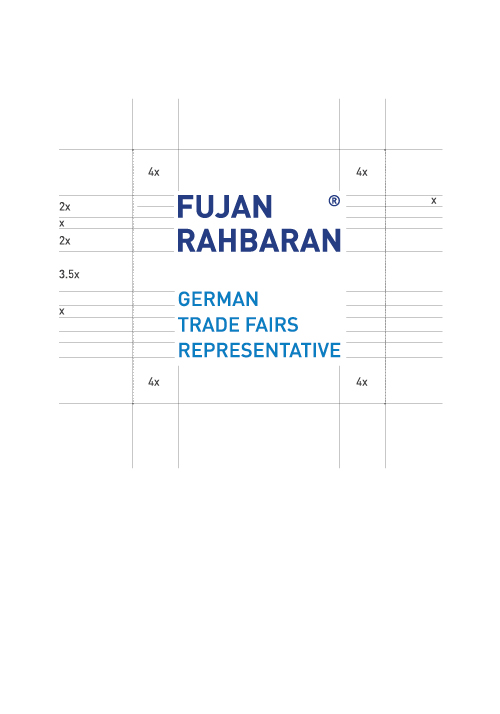 4x 4x
2x FUJAN ® x
x
2x RAHBARAN
3.5x
GERMAN
x
TRADE FAIRS
REPRESENTATIVE
4x 4x